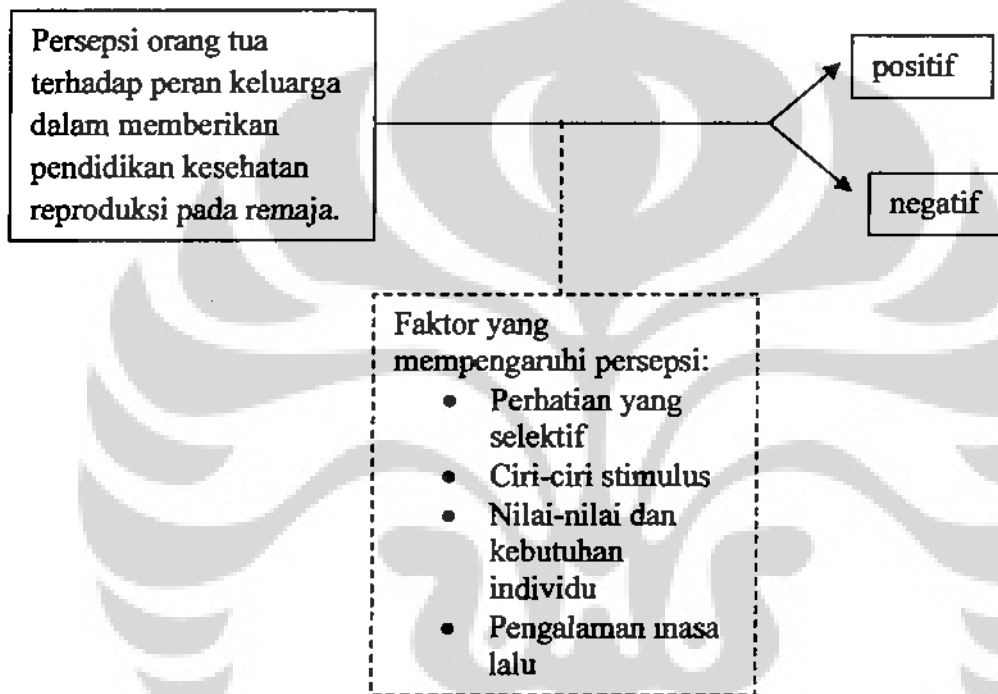 Persepsi orang tua
terhadap peran keluarga
dalam memberikan
pendidikan kesehatan
reproduksi pada remaja.
positif
negatif
Faktor yang
mempengaruhi persepsi:
• Perhatian yang
selektif
• Ciri-ciri stimulus
• Nilai-nilai dan
kebutuhan
individu
• Pengalaman masa
lalu